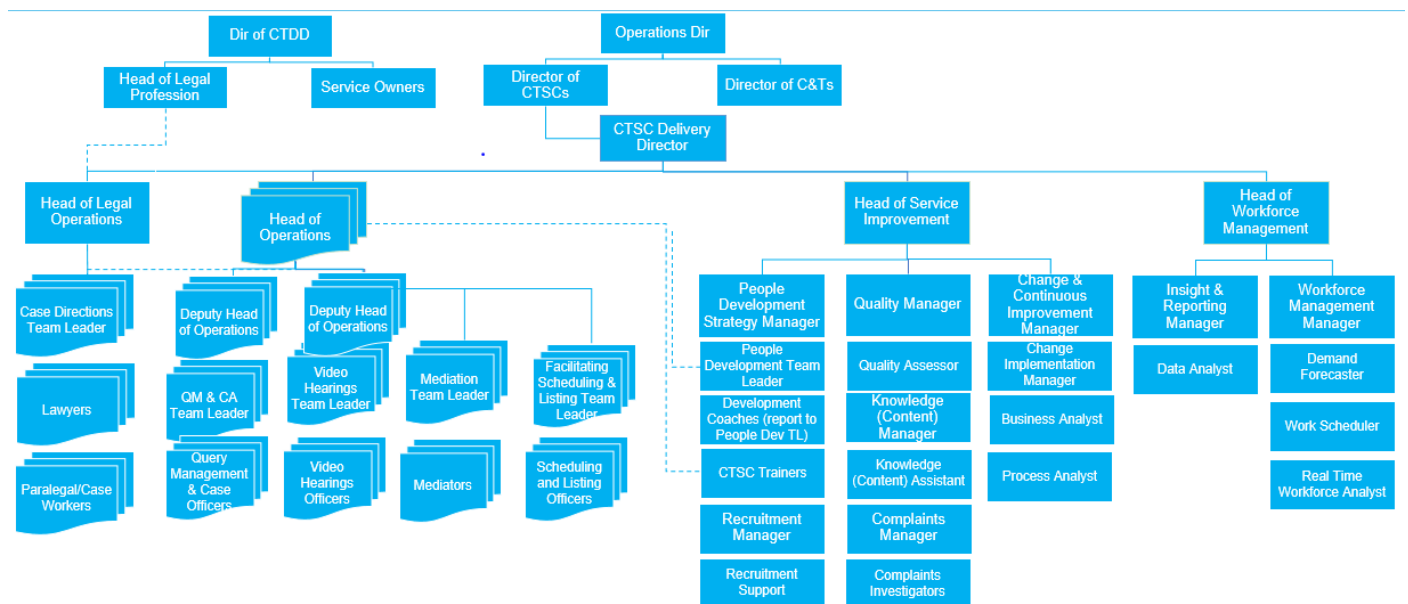 Dir of CTDD
Operations Dir
Head of Legal
Profession
Service Owners
Director of
CTSCs
Director of C&Ts
CTSC Delivery
Director
Head of Legal
Operations
Head of
Operations
Head of Service
Improvement
Head of
Workforce
Management
Case Directions
Team Leader
Deputy Head
of Operations
Deputy Head
of Operations
People
Development
Strategy Manager
Quality Manager
Change &
Continuous
Improvement
Manager
Insight &
Reporting
Manager
Workforce
Management
Manager
Lawyers
QM & CA
Team Leader
Video
Hearings
Team Leader
Mediation
Team Leader
Facilitating
Scheduling &
Listing Team
Leader
People
Development Team
Leader
Quality Assessor
Change
Implementation
Manager
Data Analyst
Demand
Forecaster
Development
Coaches (report to
People Dev TL)
Knowledge
(Content)
Manager
Business Analyst
Work Scheduler
Paralegal/Case
Workers
Query
Management
& Case
Officers
Video
Hearings
Officers
Mediators
Scheduling
and Listing
Officers
CTSC Trainers
Knowledge
(Content) Assistant
Process Analyst
Real Time
Workforce Analyst
Recruitment
Manager
Complaints
Manager
Recruitment
Support
Complaints
Investigators